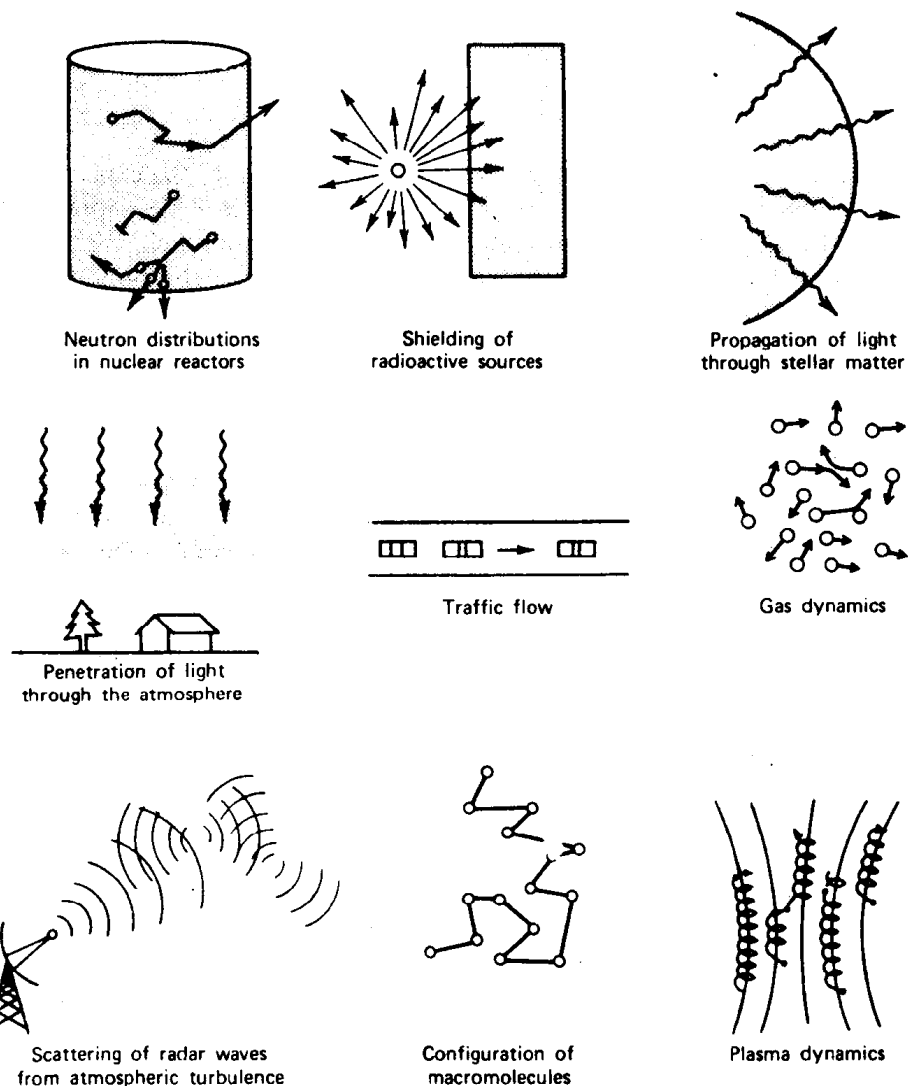 Neutron distributions
in nuclear reactors
Shielding of
radioactive sources
Propagation of light
through stellar matter
Penetration of light
through the atmosphere
Traffic flow
Gas dynamics
Scattering of radar waves
from atmospheric turbulence
Configuration of
macromolecules
Plasma dynamics